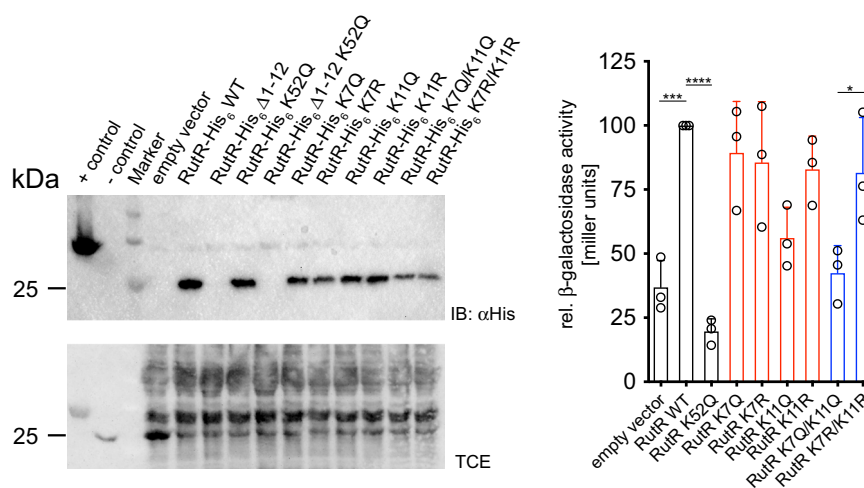 kDa
+ control
- control
Marker
empty vector
RutR-His6 WT
RutR-His6 Δ1-12
RutR-His6 K52Q
RutR-His6 Δ1-12 K52Q
RutR-His6 K7Q
RutR-His6 K7R
RutR-His6 K11Q
RutR-His6 K11R
RutR-His6 K7Q/K11Q
RutR-His6 K7R/K11R
25
IB: αHis
25
TCE
rel. β-galactosidase activity
[miller units]
125
100
75
50
25
0
***
****
*
empty vector
RutR WT
RutR K52Q
RutR K7Q
RutR K7R
RutR K11Q
RutR K11R
RutR K7Q/K11Q
RutR K7R/K11R